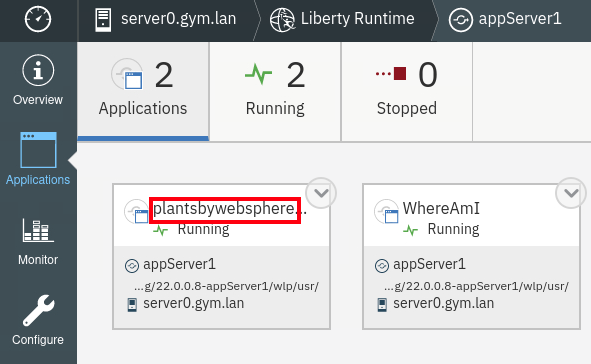 server0.gym.lan Liberty Runtime appServer1
Overview
Applications
Monitor
Configure
2
Applications
2
Running
0
Stopped
plantsbywebsphere...
Running
appServer1
...g/22.0.0.8-appServer1/wlp/usr/
server0.gym.lan
WhereAmI
Running
appServer1
...g/22.0.0.8-appServer1/wlp/usr/
server0.gym.lan